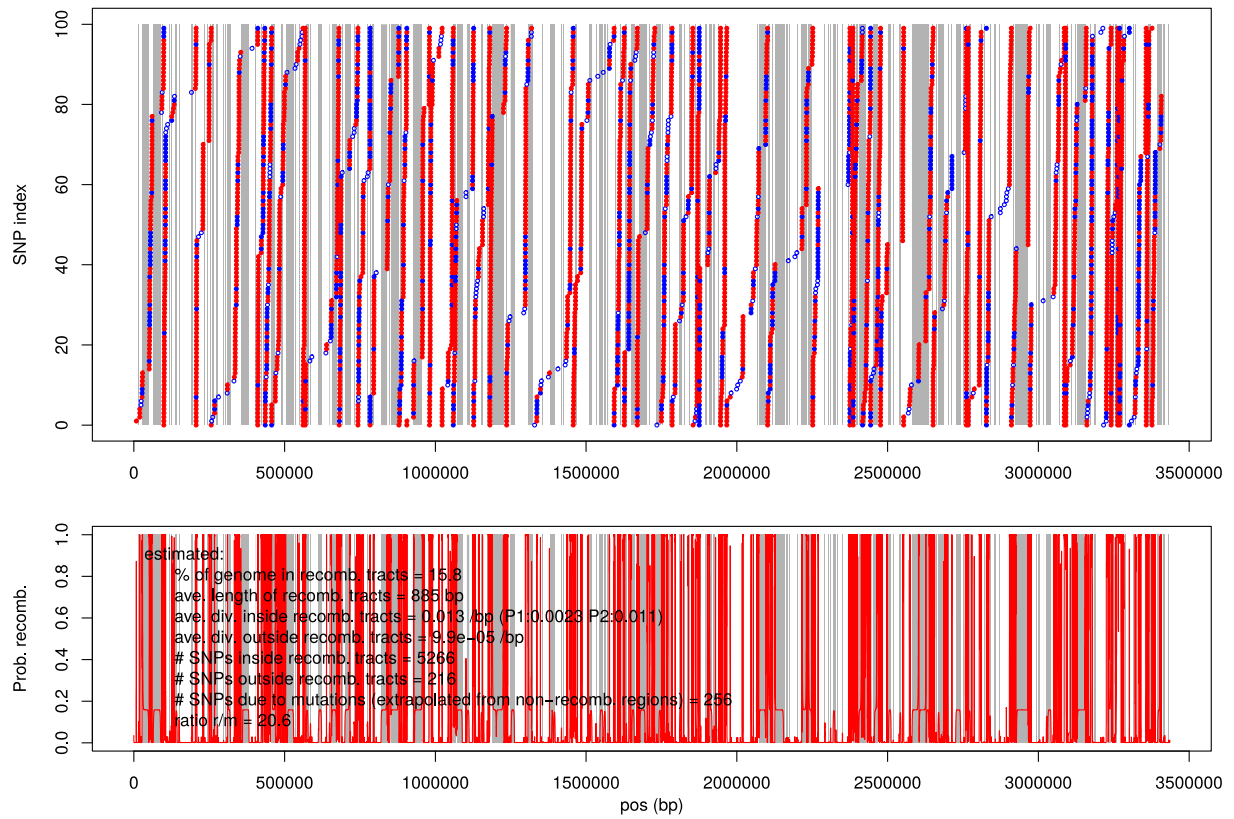 100
80
60
40
20
0
SNP index
0 500000 1000000 1500000 2000000 2500000 3000000 3500000
1.0
0.8
0.6
0.4
0.2
0.0
Prob. recomb.
estimated:
% of genome in recomb. tracts = 15.8
ave. length of recomb. tracts = 885 bp
ave. div. inside recomb. tracts = 0.013 /bp (P1:0.0023 P2:0.011)
ave. div. outside recomb. tracts = 9.9e−05 /bp
# SNPs inside recomb. tracts = 5266
# SNPs outside recomb. tracts = 216
# SNPs due to mutations (extrapolated from non−recomb. regions) = 256
ratio r/m = 20.6
0 500000 1000000 1500000 2000000 2500000 3000000 3500000
pos (bp)